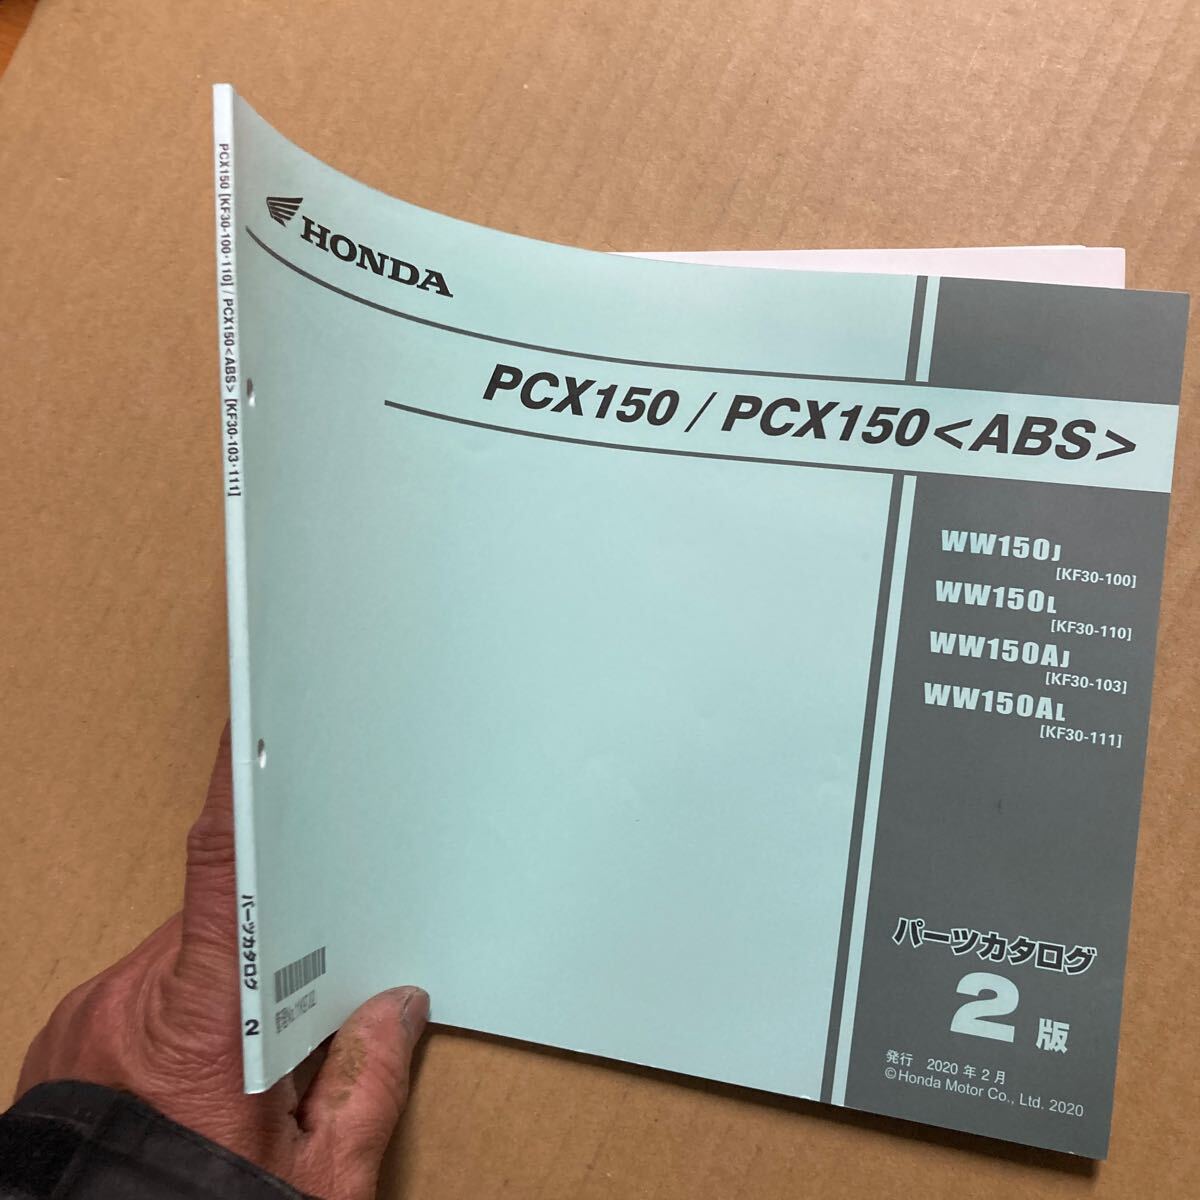 PCX150 [KF30-100・110] / PCX150<ABS> [KF30-103・111]
パーツカタログ
2
HONDA
PCX150 / PCX150<ABS>
WW150J
[KF30-100]
WW150L
[KF30-110]
WW150AJ
[KF30-103]
WW150AL
[KF30-111]
パーツカタログ
2版
発行 2020年2月
©Honda Motor Co., Ltd. 2020